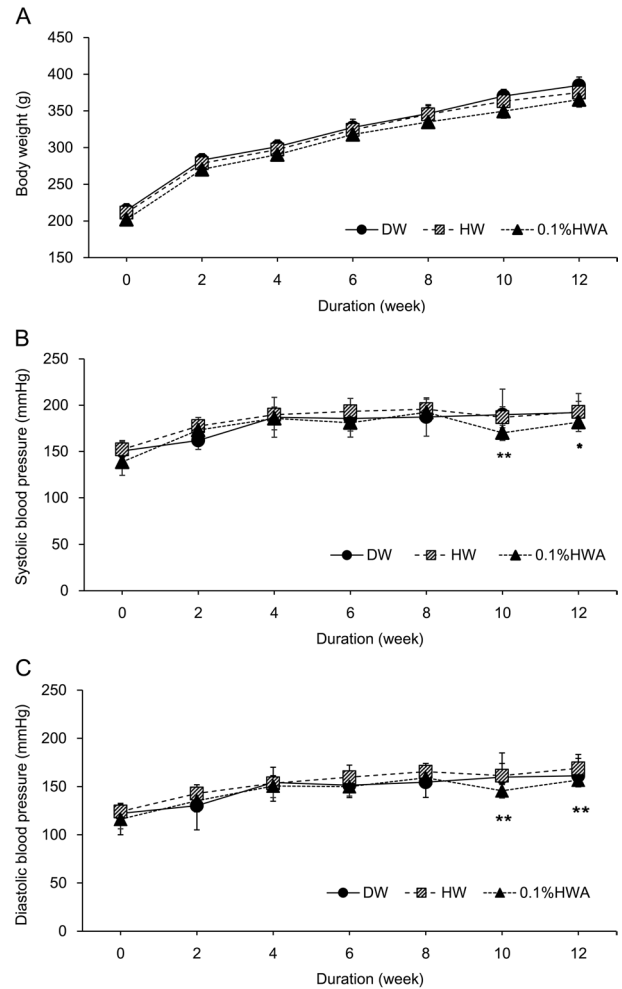 A
450
400
350
300
250
200
150
Body weight (g)
DW HW 0.1%HWA
0 2 4 6 8 10 12
Duration (week)
B
250
200
150
100
50
0
Systolic blood pressure (mmHg)
** *
DW HW 0.1%HWA
0 2 4 6 8 10 12
Duration (week)
C
250
200
150
100
50
0
Diastolic blood pressure (mmHg)
** **
DW HW 0.1%HWA
0 2 4 6 8 10 12
Duration (week)